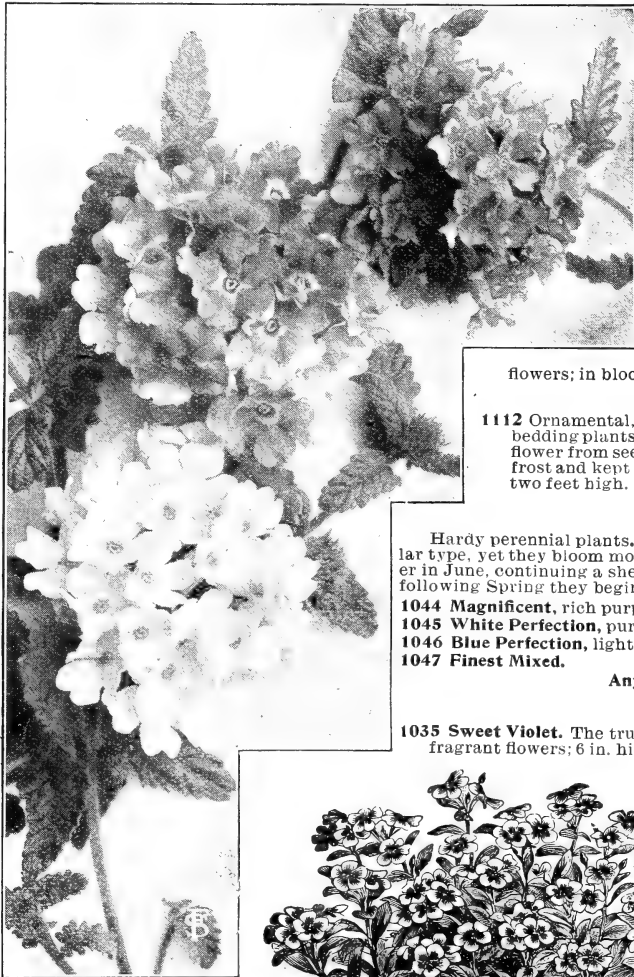 flowers; in bloo
1112 Ornamental,
bedding plants
flower from see
frost and kept
two feet high.
Hardy perennial plants.
lar type, yet they bloom mo
er in June, continuing a she
following Spring they begin
1044 Magnificent, rich purp
1045 White Perfection, pur
1046 Blue Perfection, light
1047 Finest Mixed.
An
1035 Sweet Violet. The tru
fragrant flowers; 6 in. hi